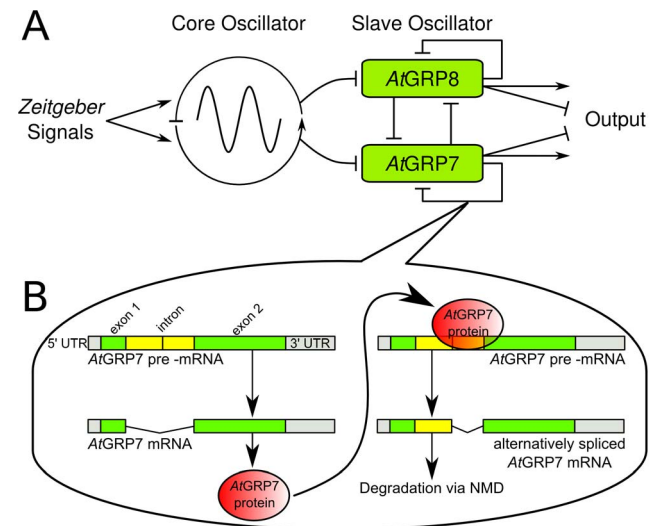 A
Core Oscillator
Slave Oscillator
Zeitgeber
Signals
AtGRP8
AtGRP7
Output
B
exon 1
intron
exon 2
5' UTR
3' UTR
AtGRP7 pre -mRNA
AtGRP7 mRNA
AtGRP7
protein
AtGRP7
protein
AtGRP7 pre -mRNA
alternatively spliced
AtGRP7 mRNA
Degradation via NMD